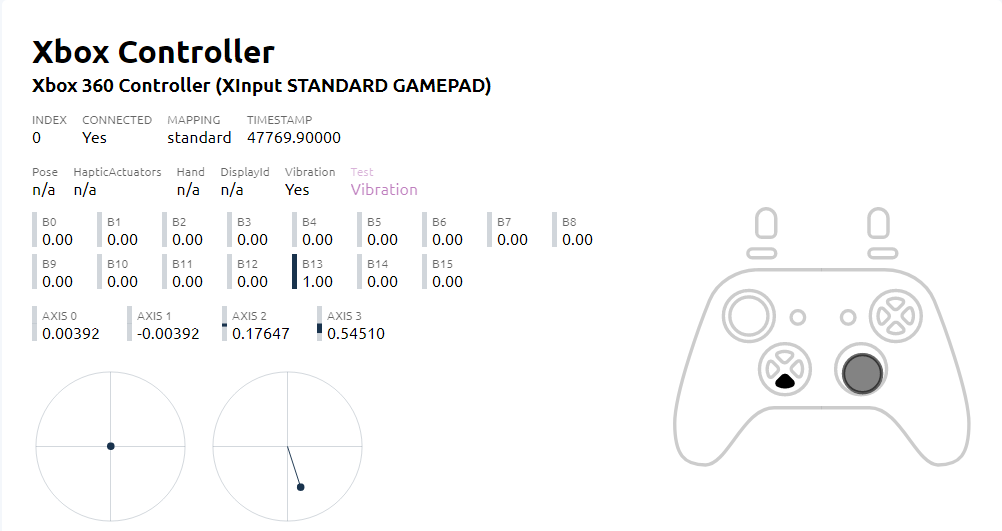 Xbox Controller
Xbox 360 Controller (XInput STANDARD GAMEPAD)
INDEX CONNECTED MAPPING TIMESTAMP
0 Yes standard 47769.90000
Pose HapticActuators Hand DisplayId Vibration Test
n/a n/a n/a n/a Yes Vibration
B0 B1 B2 B3 B4 B5 B6 B7 B8
0.00 0.00 0.00 0.00 0.00 0.00 0.00 0.00 0.00
B9 B10 B11 B12 B13 B14 B15
0.00 0.00 0.00 0.00 1.00 0.00 0.00
AXIS 0 AXIS 1 AXIS 2 AXIS 3
0.00392 -0.00392 0.17647 0.54510